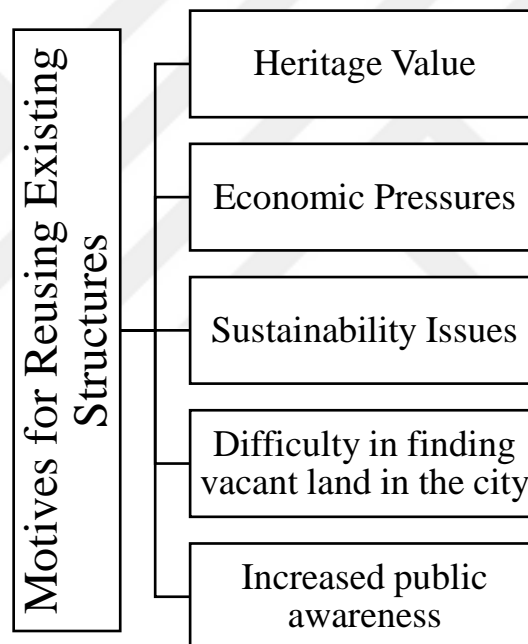 Motives for Reusing Existing
Structures
Heritage Value
Economic Pressures
Sustainability Issues
Difficulty in finding
vacant land in the city
Increased public
awareness